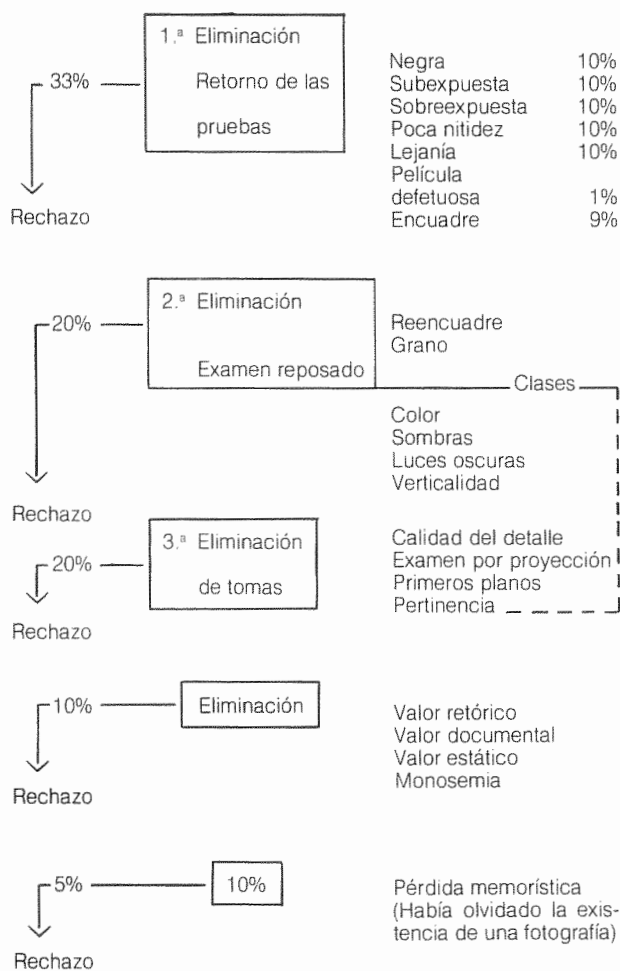 1.ª Eliminación
33% Retorno de las
pruebas
Rechazo
Negra 10%
Subexpuesta 10%
Sobreexpuesta 10%
Poca nitidez 10%
Lejanía 10%
Película
defetuosa 1%
Encuadre 9%
2.ª Eliminación
20%
Examen reposado
Rechazo
Reencuadre
Grano
Clases
Color
Sombras
Luces oscuras
Verticalidad
3.ª Eliminación
20%
de tomas
Rechazo
Calidad del detalle
Examen por proyección
Primeros planos
Pertinencia
10% Eliminación
Rechazo
Valor retórico
Valor documental
Valor estático
Monosemia
5% 10%
Rechazo
Pérdida memorística
(Había olvidado la exis-
tencia de una fotografía)